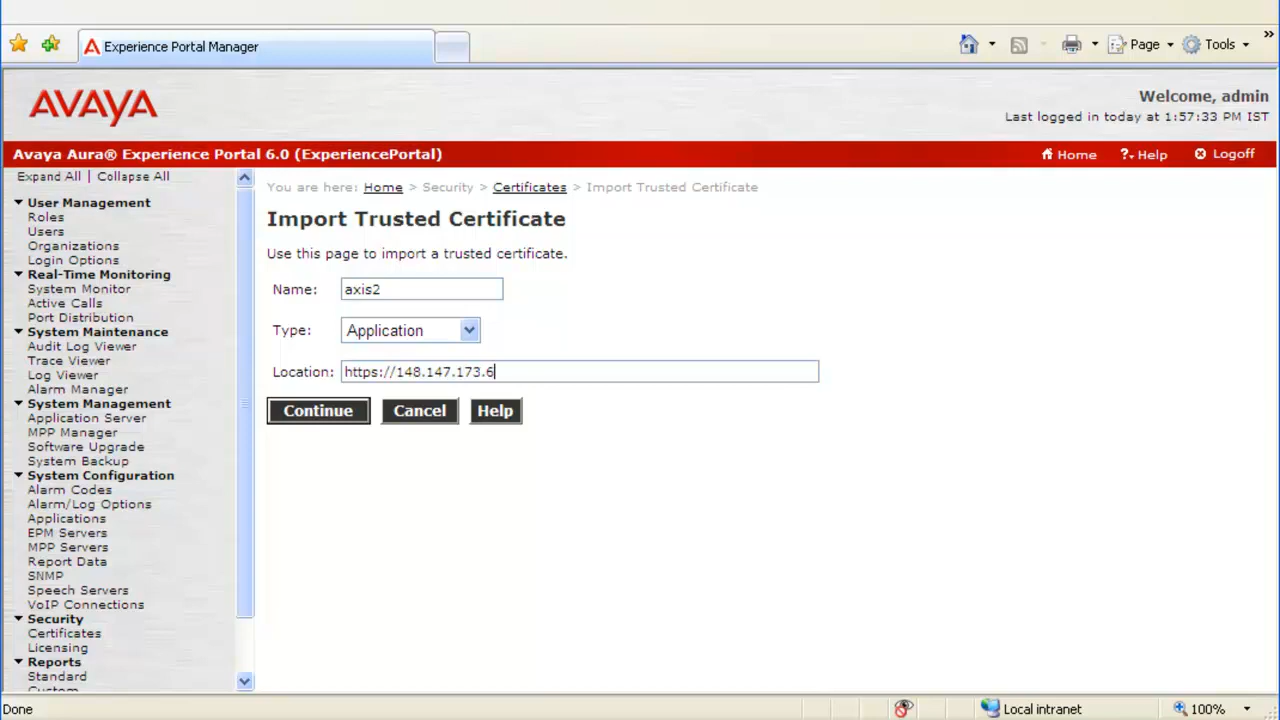 Experience Portal Manager
Page
Tools
»
AVAYA
Welcome, admin
Last logged in today at 1:57:33 PM IST
Avaya Aura® Experience Portal 6.0 (ExperiencePortal)
Home
Help
Logoff
Expand All | Collapse All
You are here: Home > Security > Certificates > Import Trusted Certificate
User Management
Roles
Users
Organizations
Login Options
Real-Time Monitoring
System Monitor
Active Calls
Port Distribution
System Maintenance
Audit Log Viewer
Trace Viewer
Log Viewer
Alarm Manager
System Management
Application Server
MPP Manager
Software Upgrade
System Backup
System Configuration
Alarm Codes
Alarm/Log Options
Applications
EPM Servers
MPP Servers
Report Data
SNMP
Speech Servers
VoIP Connections
Security
Certificates
Licensing
Reports
Standard
Custom
Import Trusted Certificate
Use this page to import a trusted certificate.
Name: axis2
Type: Application
Location: https://148.147.173.6
Continue
Cancel
Help
Done
Local intranet
100%